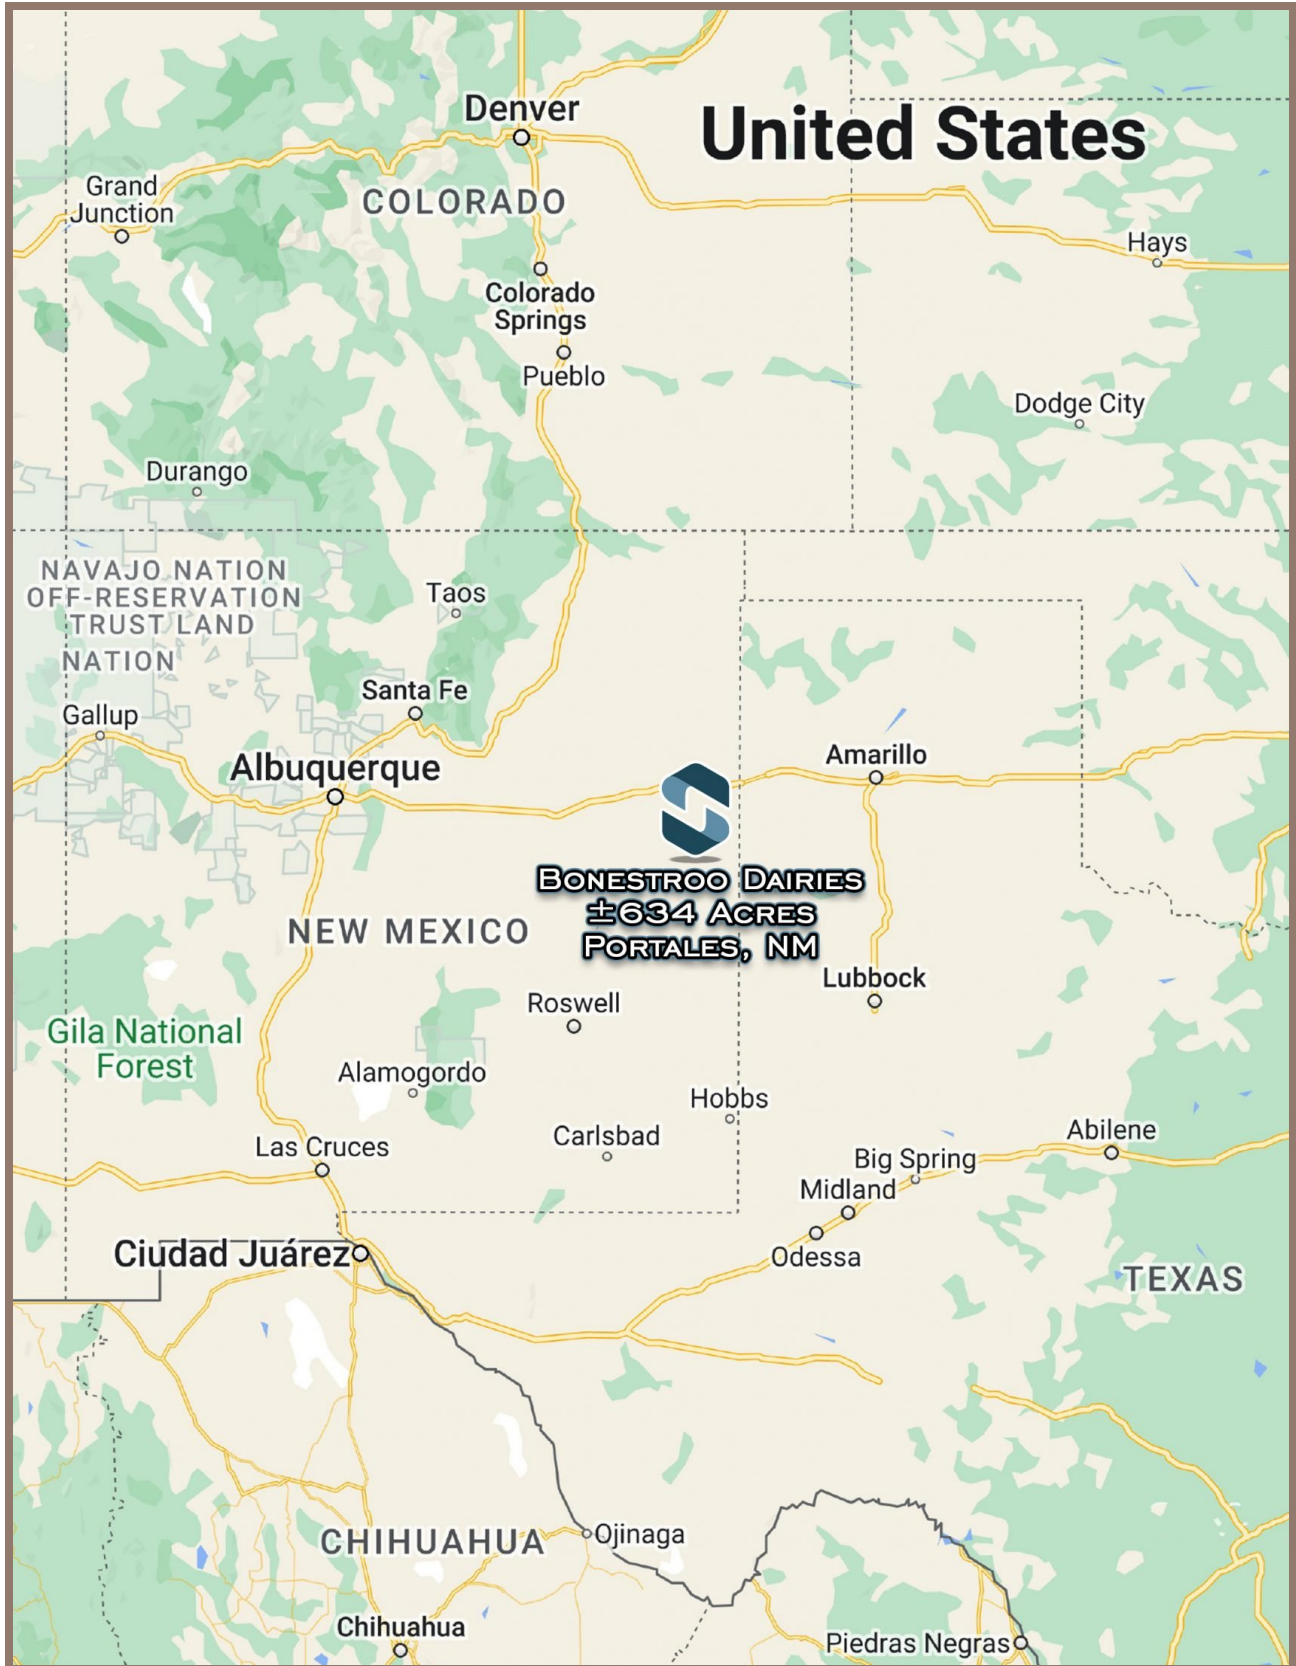 Denver
United States
Grand
Junction
COLORADO
Hays
Colorado
Springs
Pueblo
Dodge City
Durango
NAVAJO NATION
OFF-RESERVATION
TRUST LAND
NATION
Taos
Santa Fe
Gallup
Albuquerque
Amarillo
BONESTROO DAIRIES
±634 ACRES
PORTALES, NM
NEW MEXICO
Lubbock
Roswell
Gila National
Forest
Alamogordo
Hobbs
Carlsbad
Abilene
Las Cruces
Big Spring
Midland
Odessa
Ciudad Juárez
TEXAS
CHIHUAHUA
Ojinaga
Chihuahua
Piedras Negras